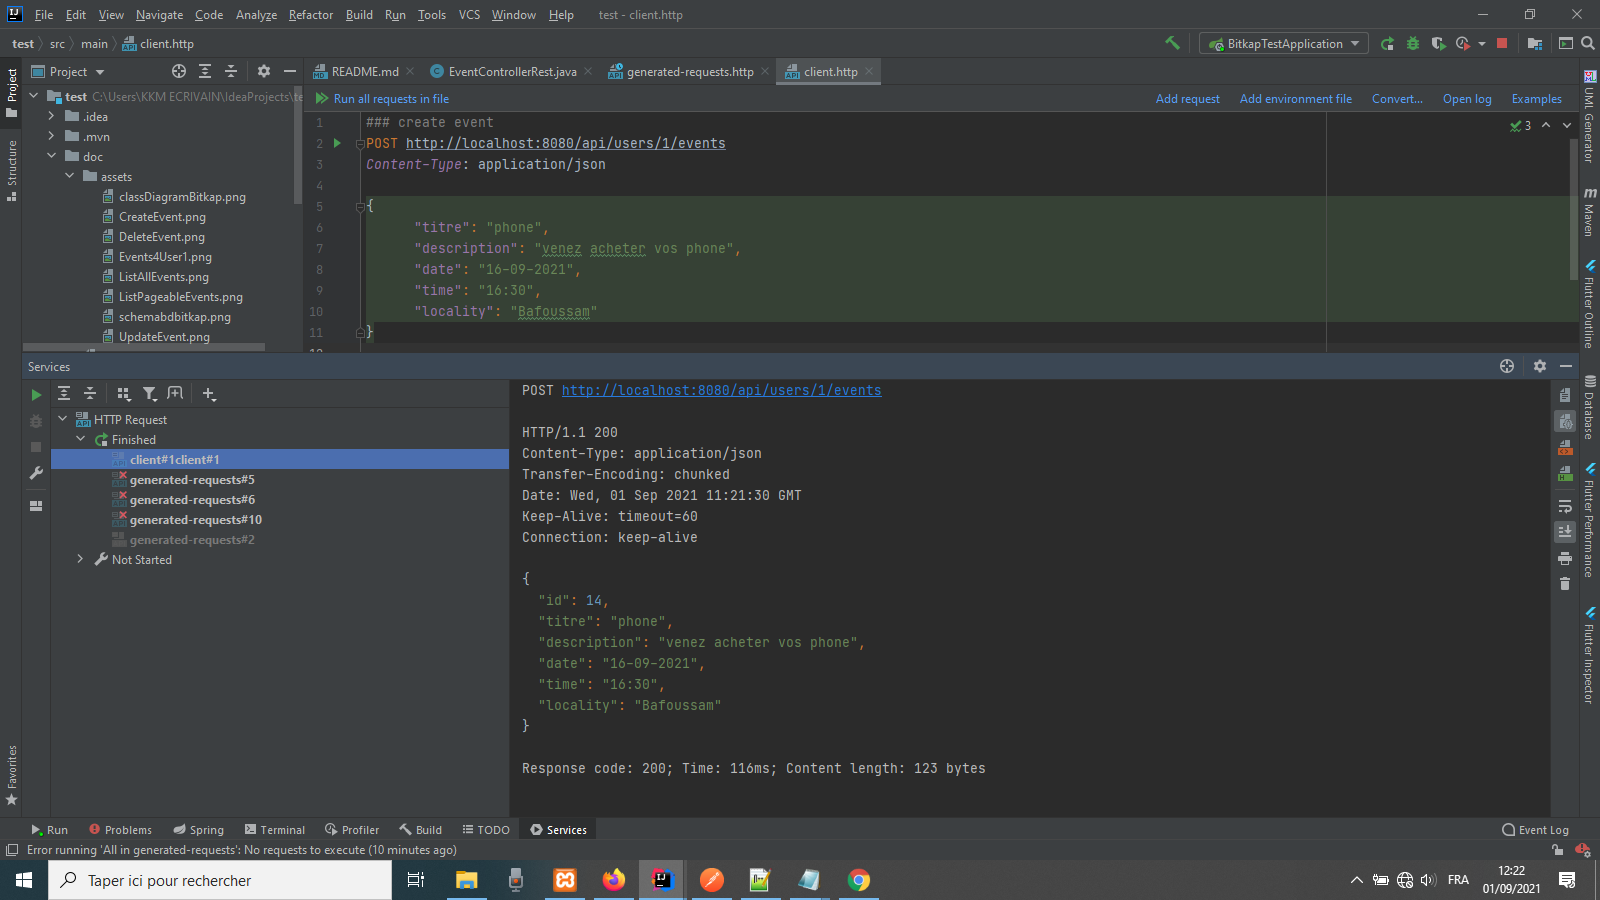 File Edit View Navigate Code Analyze Refactor Build Run Tools VCS Window Help test - client.http
test src main client.http BitkapTestApplication
Project README.md EventControllerRest.java generated-requests.http client.http
Run all requests in file Add request Add environment file Convert... Open log Examples
Project
Structure
Favorites
test C:\Users\KKM ECRIVAIN\IdeaProjects\te
.idea
.mvn
doc
assets
classDiagramBitkap.png
CreateEvent.png
DeleteEvent.png
Events4User1.png
ListAllEvents.png
ListPageableEvents.png
schemabdbitkap.png
UpdateEvent.png
1 ### create event
2 POST http://localhost:8080/api/users/1/events
3 Content-Type: application/json
4
5 {
6 "titre": "phone",
7 "description": "venez acheter vos phone",
8 "date": "16-09-2021",
9 "time": "16:30",
10 "locality": "Bafoussam"
11 }
3
UML Generator
Maven
Flutter Outline
Database
Flutter Performance
Flutter Inspector
Services
HTTP Request
Finished
client#1client#1
generated-requests#5
generated-requests#6
generated-requests#10
generated-requests#2
Not Started
POST http://localhost:8080/api/users/1/events
HTTP/1.1 200
Content-Type: application/json
Transfer-Encoding: chunked
Date: Wed, 01 Sep 2021 11:21:30 GMT
Keep-Alive: timeout=60
Connection: keep-alive
{
"id": 14,
"titre": "phone",
"description": "venez acheter vos phone",
"date": "16-09-2021",
"time": "16:30",
"locality": "Bafoussam"
}
Response code: 200; Time: 116ms; Content length: 123 bytes
Run Problems Spring Terminal Profiler Build TODO Services Event Log
Error running 'All in generated-requests': No requests to execute (10 minutes ago)
Taper ici pour rechercher
FRA
12:22
01/09/2021